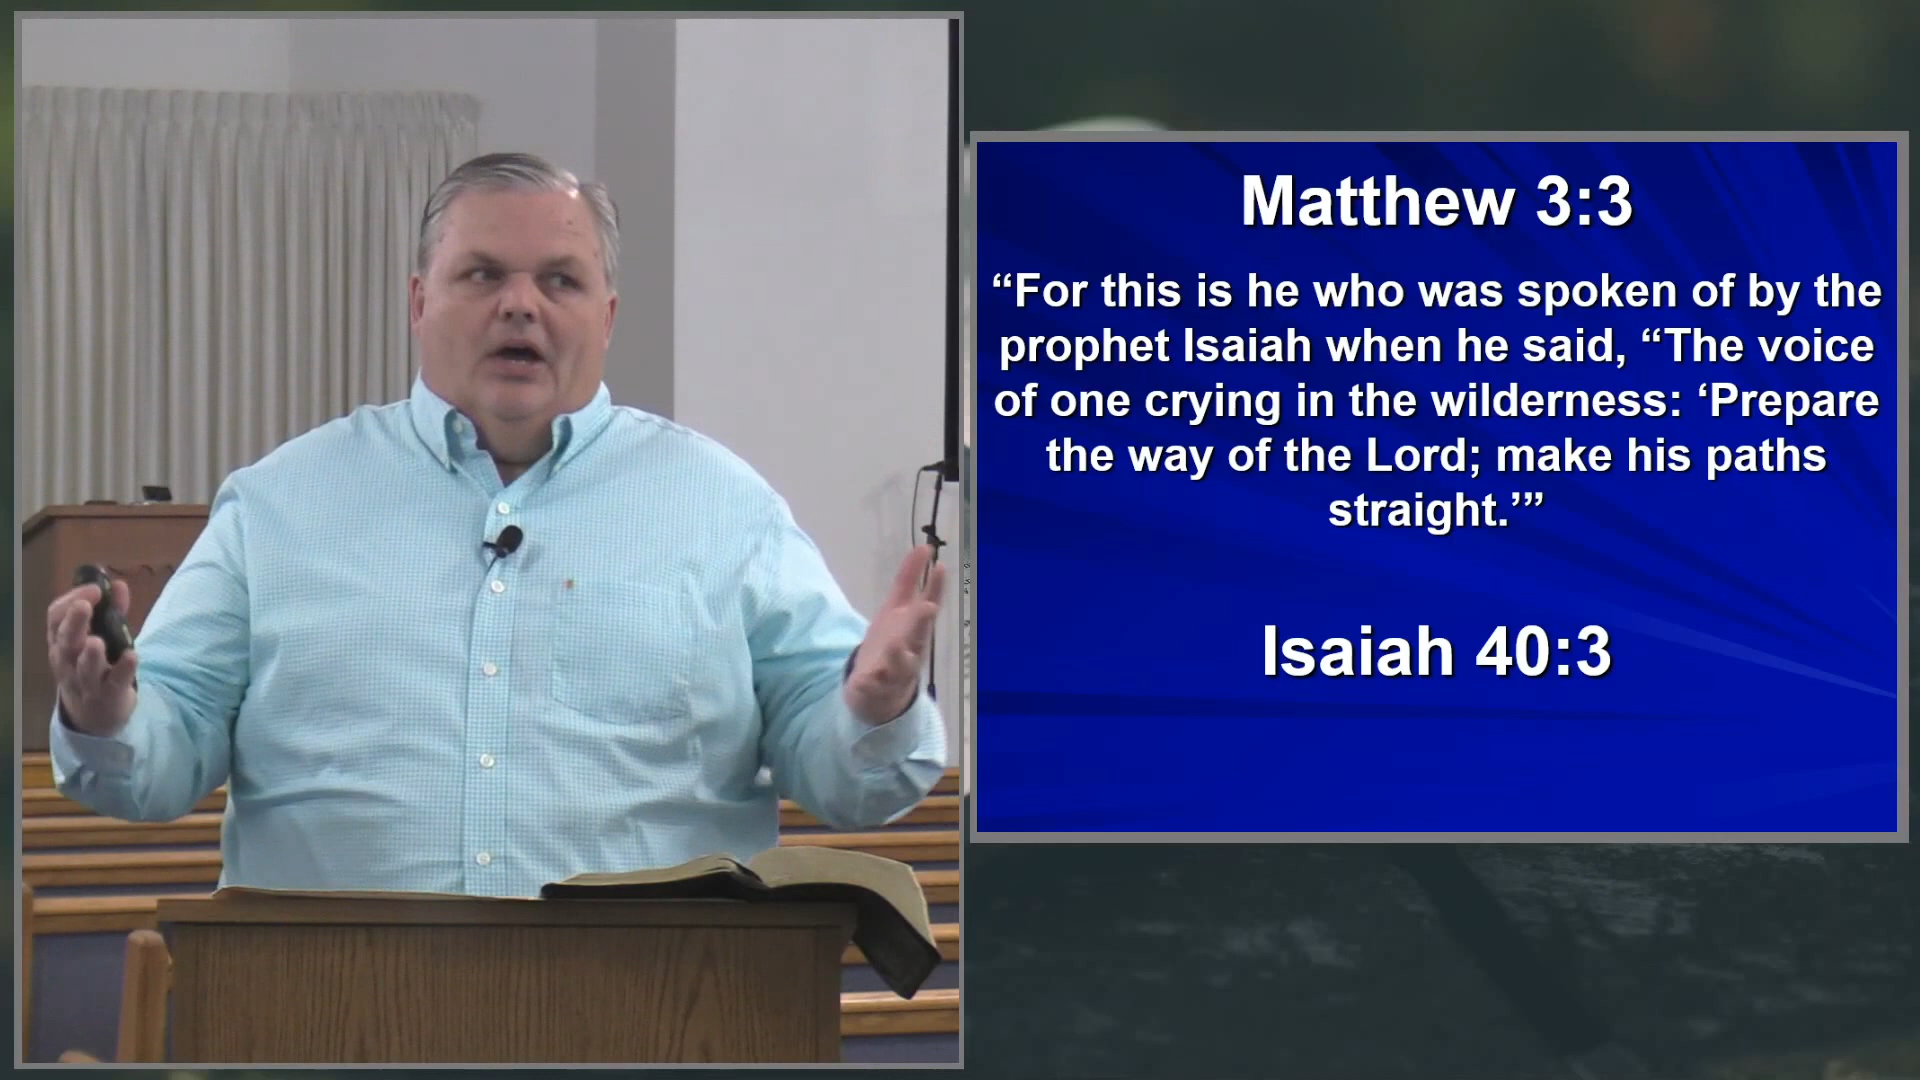 Matthew 3:3
“For this is he who was spoken of by the
prophet Isaiah when he said, “The voice
of one crying in the wilderness: ‘Prepare
the way of the Lord; make his paths
straight.’”
Isaiah 40:3